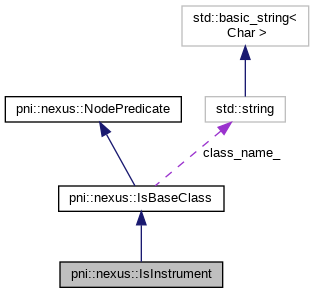 std::basic_string<
Char >
pni::nexus::NodePredicate
std::string
class_name_
pni::nexus::IsBaseClass
pni::nexus::IsInstrument